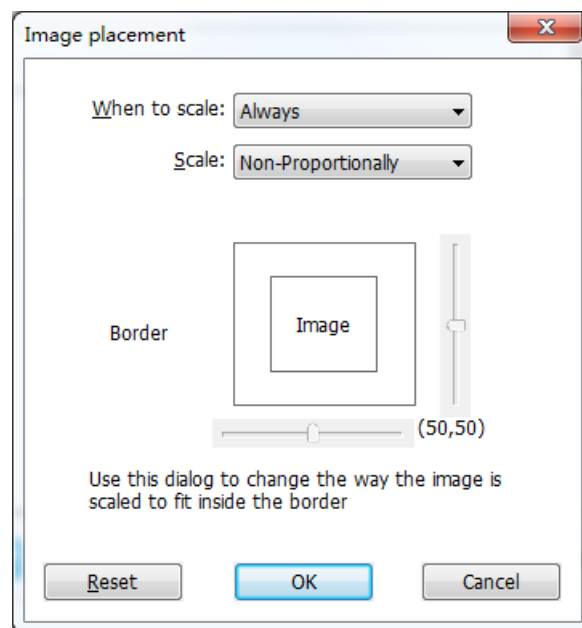 Image placement
When to scale: Always
Scale: Non-Proportionally
Border
Image
(50,50)
Use this dialog to change the way the image is
scaled to fit inside the border
Reset OK Cancel